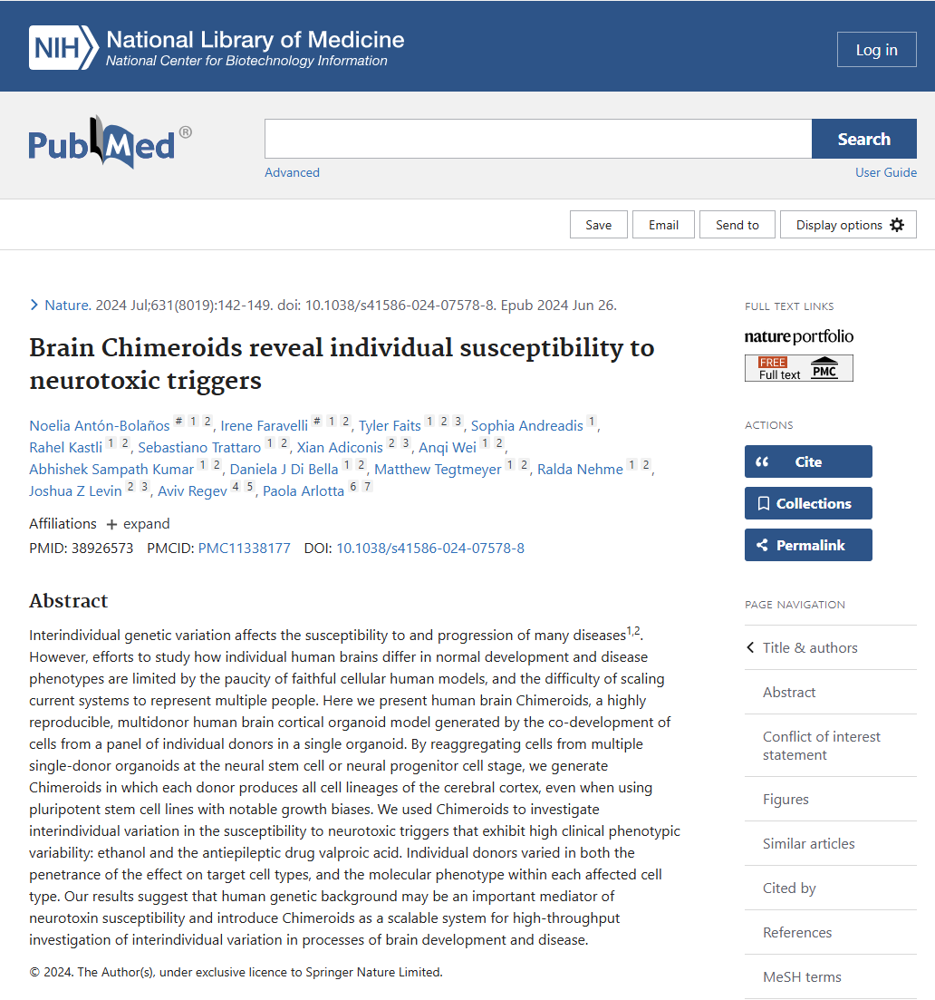 NIH National Library of Medicine
National Center for Biotechnology Information
Log in
PubMed®
Search
Advanced
User Guide
Save
Email
Send to
Display options
Nature. 2024 Jul;631(8019):142-149. doi: 10.1038/s41586-024-07578-8. Epub 2024 Jun 26.
Brain Chimeroids reveal individual susceptibility to
neurotoxic triggers
Noelia Antón-Bolaños # 1 2, Irene Faravelli # 1 2, Tyler Faits 1 2 3, Sophia Andreadis 1,
Rahel Kastli 1 2, Sebastiano Trattaro 1 2, Xian Adiconis 2 3, Anqi Wei 1 2,
Abhishek Sampath Kumar 1 2, Daniela J Di Bella 1 2, Matthew Tegtmeyer 1 2, Ralda Nehme 1 2,
Joshua Z Levin 2 3, Aviv Regev 4 5, Paola Arlotta 6 7
Affiliations + expand
PMID: 38926573 PMCID: PMC11338177 DOI: 10.1038/s41586-024-07578-8
Abstract
Interindividual genetic variation affects the susceptibility to and progression of many diseases1,2.
However, efforts to study how individual human brains differ in normal development and disease
phenotypes are limited by the paucity of faithful cellular human models, and the difficulty of scaling
current systems to represent multiple people. Here we present human brain Chimeroids, a highly
reproducible, multidonor human brain cortical organoid model generated by the co-development of
cells from a panel of individual donors in a single organoid. By reaggregating cells from multiple
single-donor organoids at the neural stem cell or neural progenitor cell stage, we generate
Chimeroids in which each donor produces all cell lineages of the cerebral cortex, even when using
pluripotent stem cell lines with notable growth biases. We used Chimeroids to investigate
interindividual variation in the susceptibility to neurotoxic triggers that exhibit high clinical phenotypic
variability: ethanol and the antiepileptic drug valproic acid. Individual donors varied in both the
penetrance of the effect on target cell types, and the molecular phenotype within each affected cell
type. Our results suggest that human genetic background may be an important mediator of
neurotoxin susceptibility and introduce Chimeroids as a scalable system for high-throughput
investigation of interindividual variation in processes of brain development and disease.
© 2024. The Author(s), under exclusive licence to Springer Nature Limited.
FULL TEXT LINKS
nature portfolio
FREE
Full text PMC
ACTIONS
Cite
Collections
Permalink
PAGE NAVIGATION
Title & authors
Abstract
Conflict of interest
statement
Figures
Similar articles
Cited by
References
MeSH terms